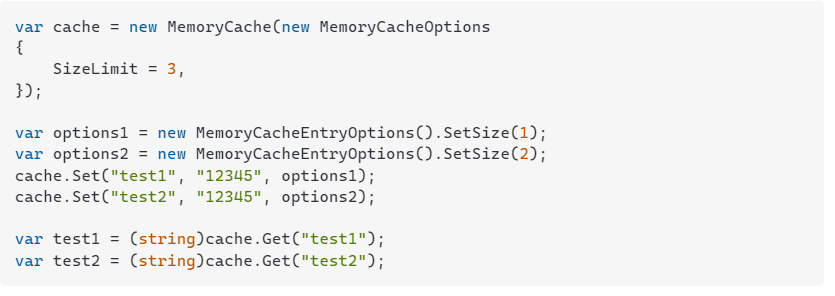 var cache = new MemoryCache(new MemoryCacheOptions
{
    SizeLimit = 3,
});

var options1 = new MemoryCacheEntryOptions().SetSize(1);
var options2 = new MemoryCacheEntryOptions().SetSize(2);
cache.Set("test1", "12345", options1);
cache.Set("test2", "12345", options2);

var test1 = (string)cache.Get("test1");
var test2 = (string)cache.Get("test2");